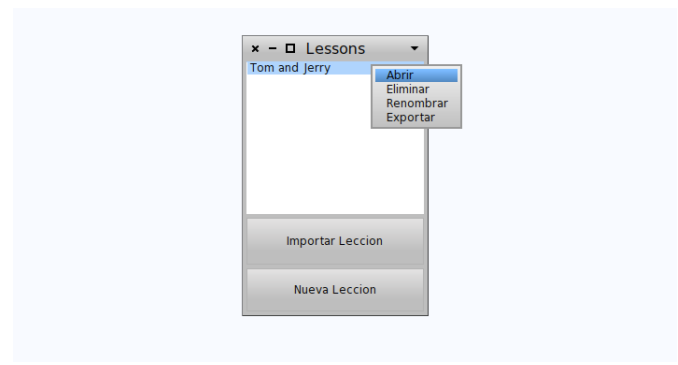 Lessons
Tom and Jerry
Abrir
Eliminar
Renombrar
Exportar
Importar Leccion
Nueva Leccion